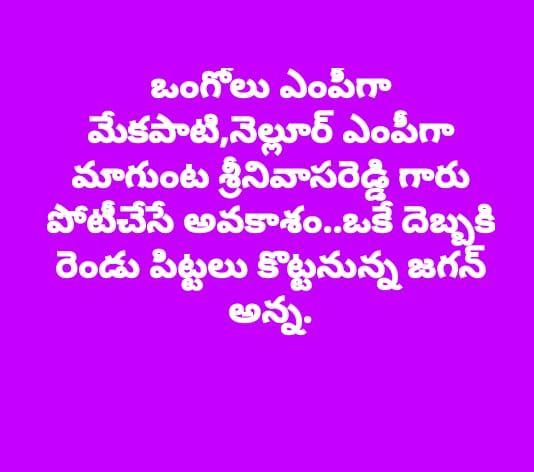 ఒంగోలు ఎంపీగా
మేకపాటి,నెల్లూర్ ఎంపీగా
మాగుంట శ్రీనివాసరెడ్డి గారు
పోటీచేసే అవకాశం..ఒకే దెబ్బకి
రెండు పిట్టలు కొట్టనున్న జగన్
అన్న.